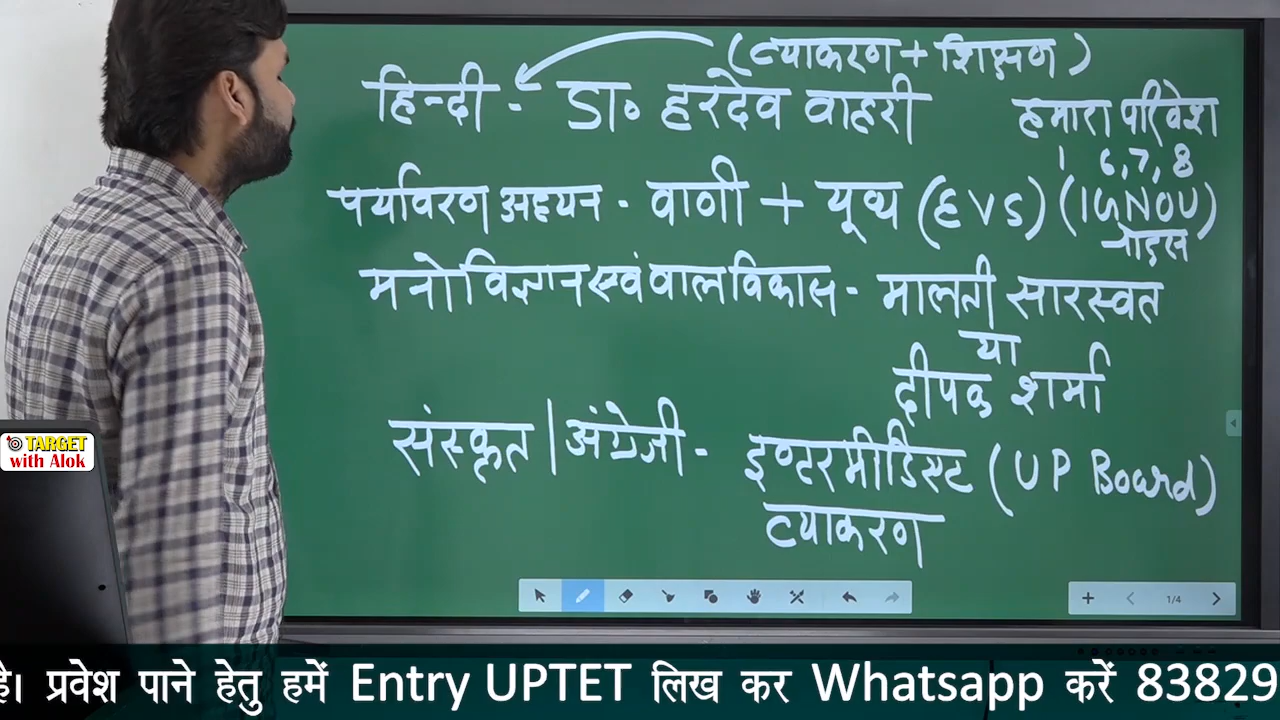 (व्याकरण + शिक्षण)
हिन्दी - डा० हरदेव वाहरी
हमारा परिवेश
1 6, 7, 8
पर्यावरण अध्ययन - वाणी + यूथ (EVS) (IGNOU)
नोट्स
मनोविज्ञान एवं वाल विकास - मालती सारस्वत
या
दीपक शर्मा
संस्कृत | अंग्रेजी - इण्टरमीडिएट (UP Board)
व्याकरण
TARGET
with Alok
1/4
है। प्रवेश पाने हेतु हमें Entry UPTET लिख कर Whatsapp करें 83829